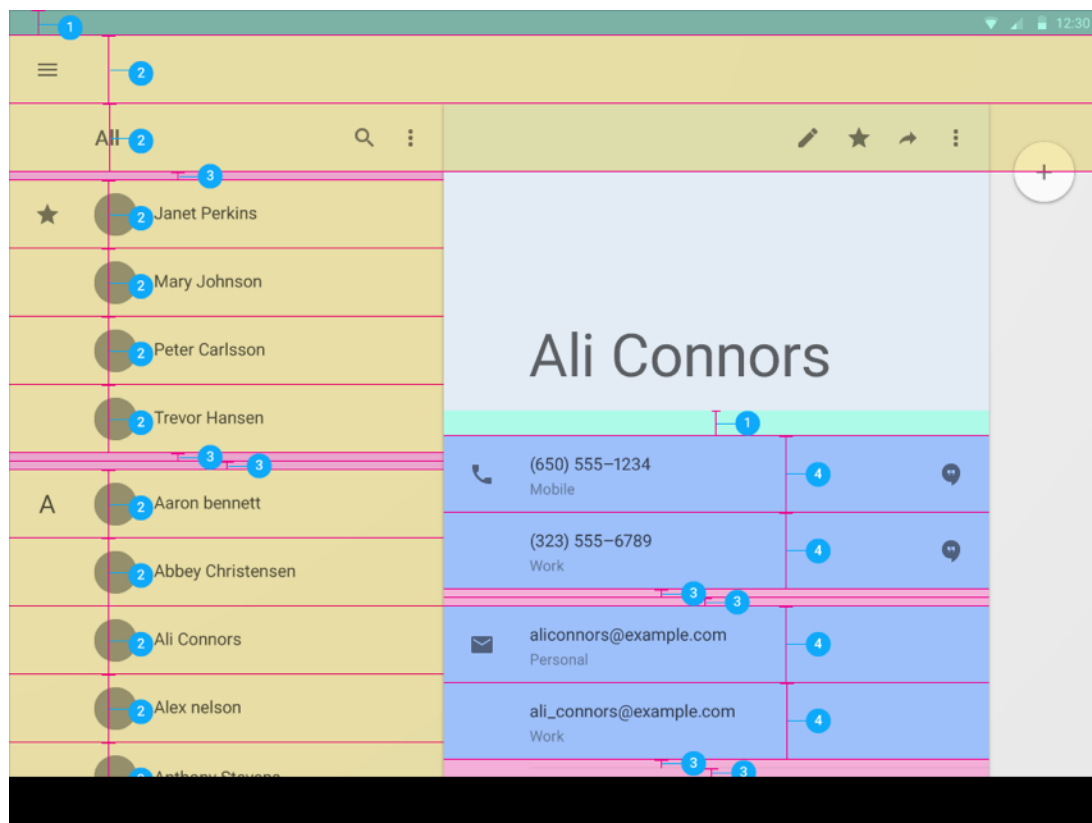 1
12:30
2
All
2
3
2
Janet Perkins
2
Mary Johnson
2
Peter Carlsson
2
Trevor Hansen
3
3
A
2
Aaron bennett
2
Abbey Christensen
2
Ali Connors
2
Alex nelson
2
Anthony Stevens
+
Ali Connors
1
(650) 555–1234
Mobile
4
(323) 555–6789
Work
4
3
3
aliconnors@example.com
Personal
4
ali_connors@example.com
Work
4
3
3